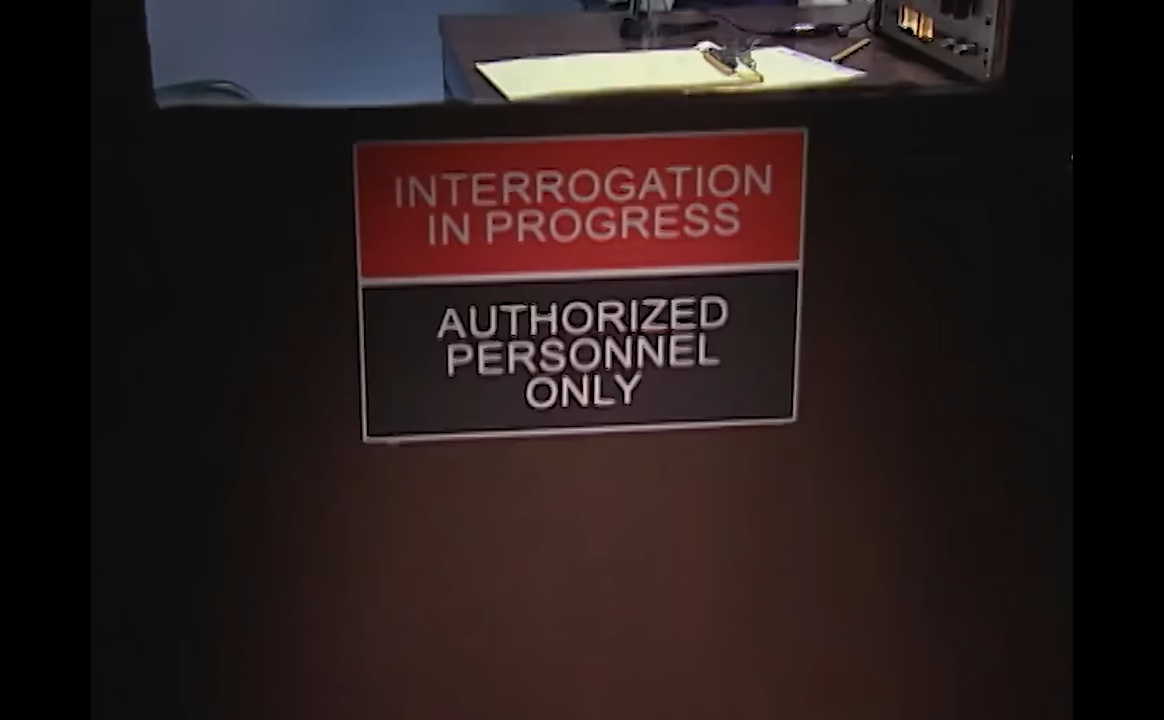 INTERROGATION
IN PROGRESS
AUTHORIZED
PERSONNEL
ONLY